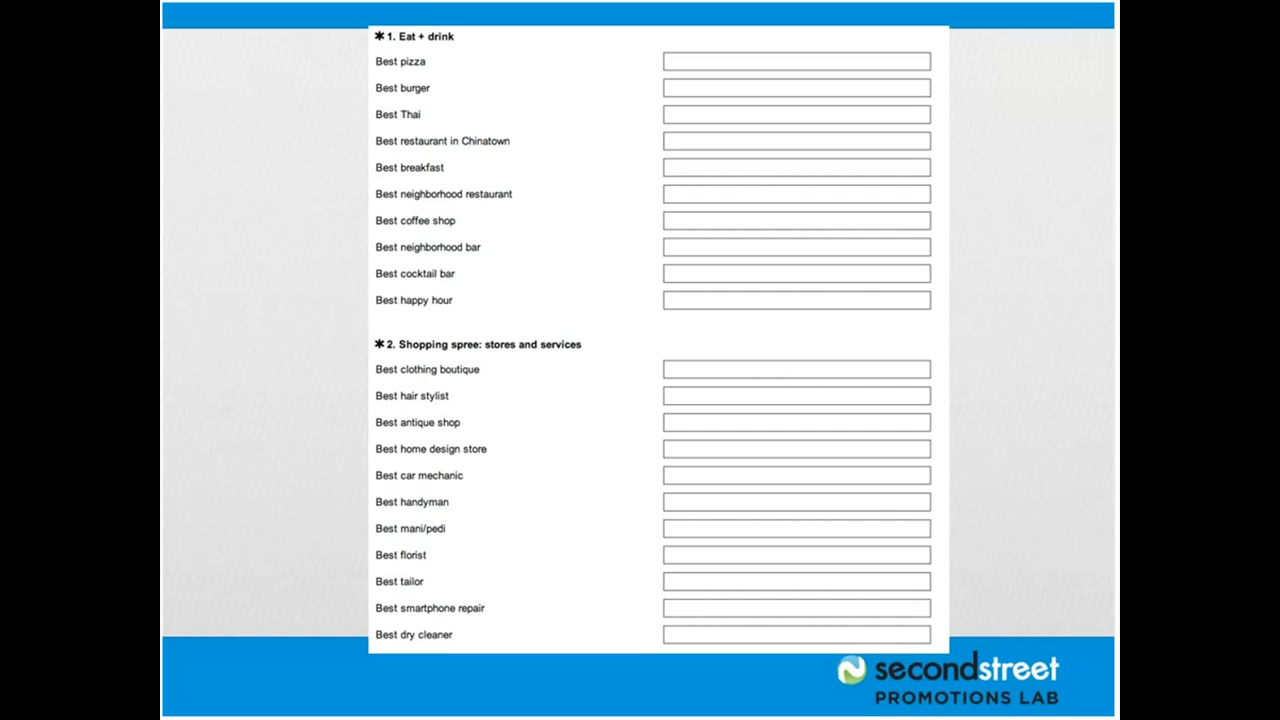 ✱ 1. Eat + drink
Best pizza
Best burger
Best Thai
Best restaurant in Chinatown
Best breakfast
Best neighborhood restaurant
Best coffee shop
Best neighborhood bar
Best cocktail bar
Best happy hour
✱ 2. Shopping spree: stores and services
Best clothing boutique
Best hair stylist
Best antique shop
Best home design store
Best car mechanic
Best handyman
Best mani/pedi
Best florist
Best tailor
Best smartphone repair
Best dry cleaner
secondstreet
PROMOTIONS LAB